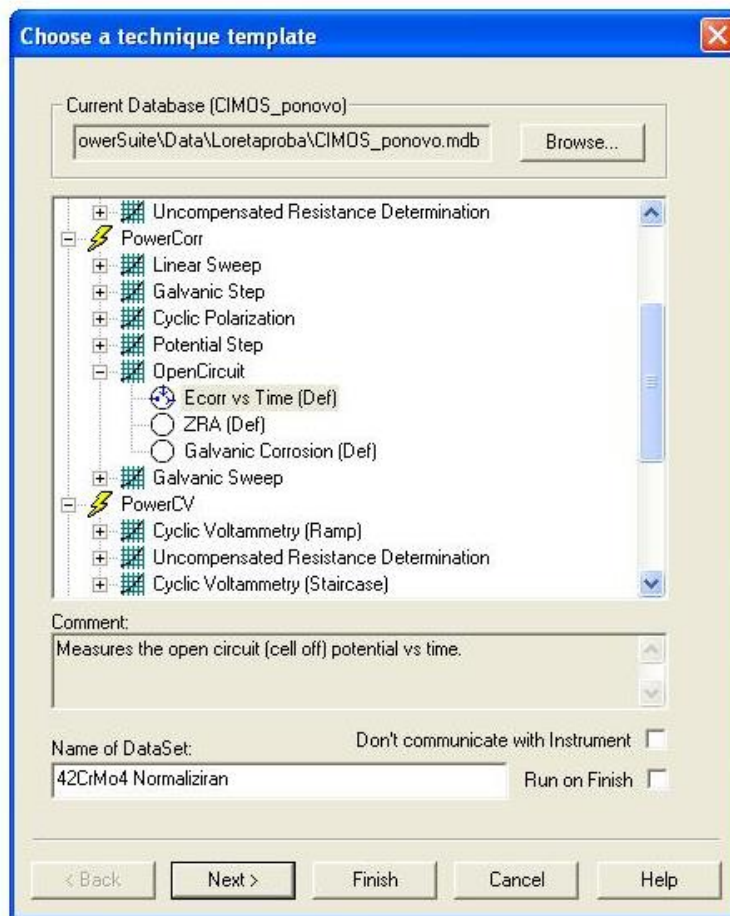 Choose a technique template
Current Database (CIMOS_ponovo)
owerSuite\Data\Loretaproba\CIMOS_ponovo.mdb
Browse...
Uncompensated Resistance Determination
PowerCorr
Linear Sweep
Galvanic Step
Cyclic Polarization
Potential Step
OpenCircuit
Ecorr vs Time (Def)
ZRA (Def)
Galvanic Corrosion (Def)
Galvanic Sweep
PowerCV
Cyclic Voltammetry (Ramp)
Uncompensated Resistance Determination
Cyclic Voltammetry (Staircase)
Comment:
Measures the open circuit (cell off) potential vs time.
Name of DataSet:
Don't communicate with Instrument
42CrMo4 Normaliziran
Run on Finish
< Back
Next >
Finish
Cancel
Help